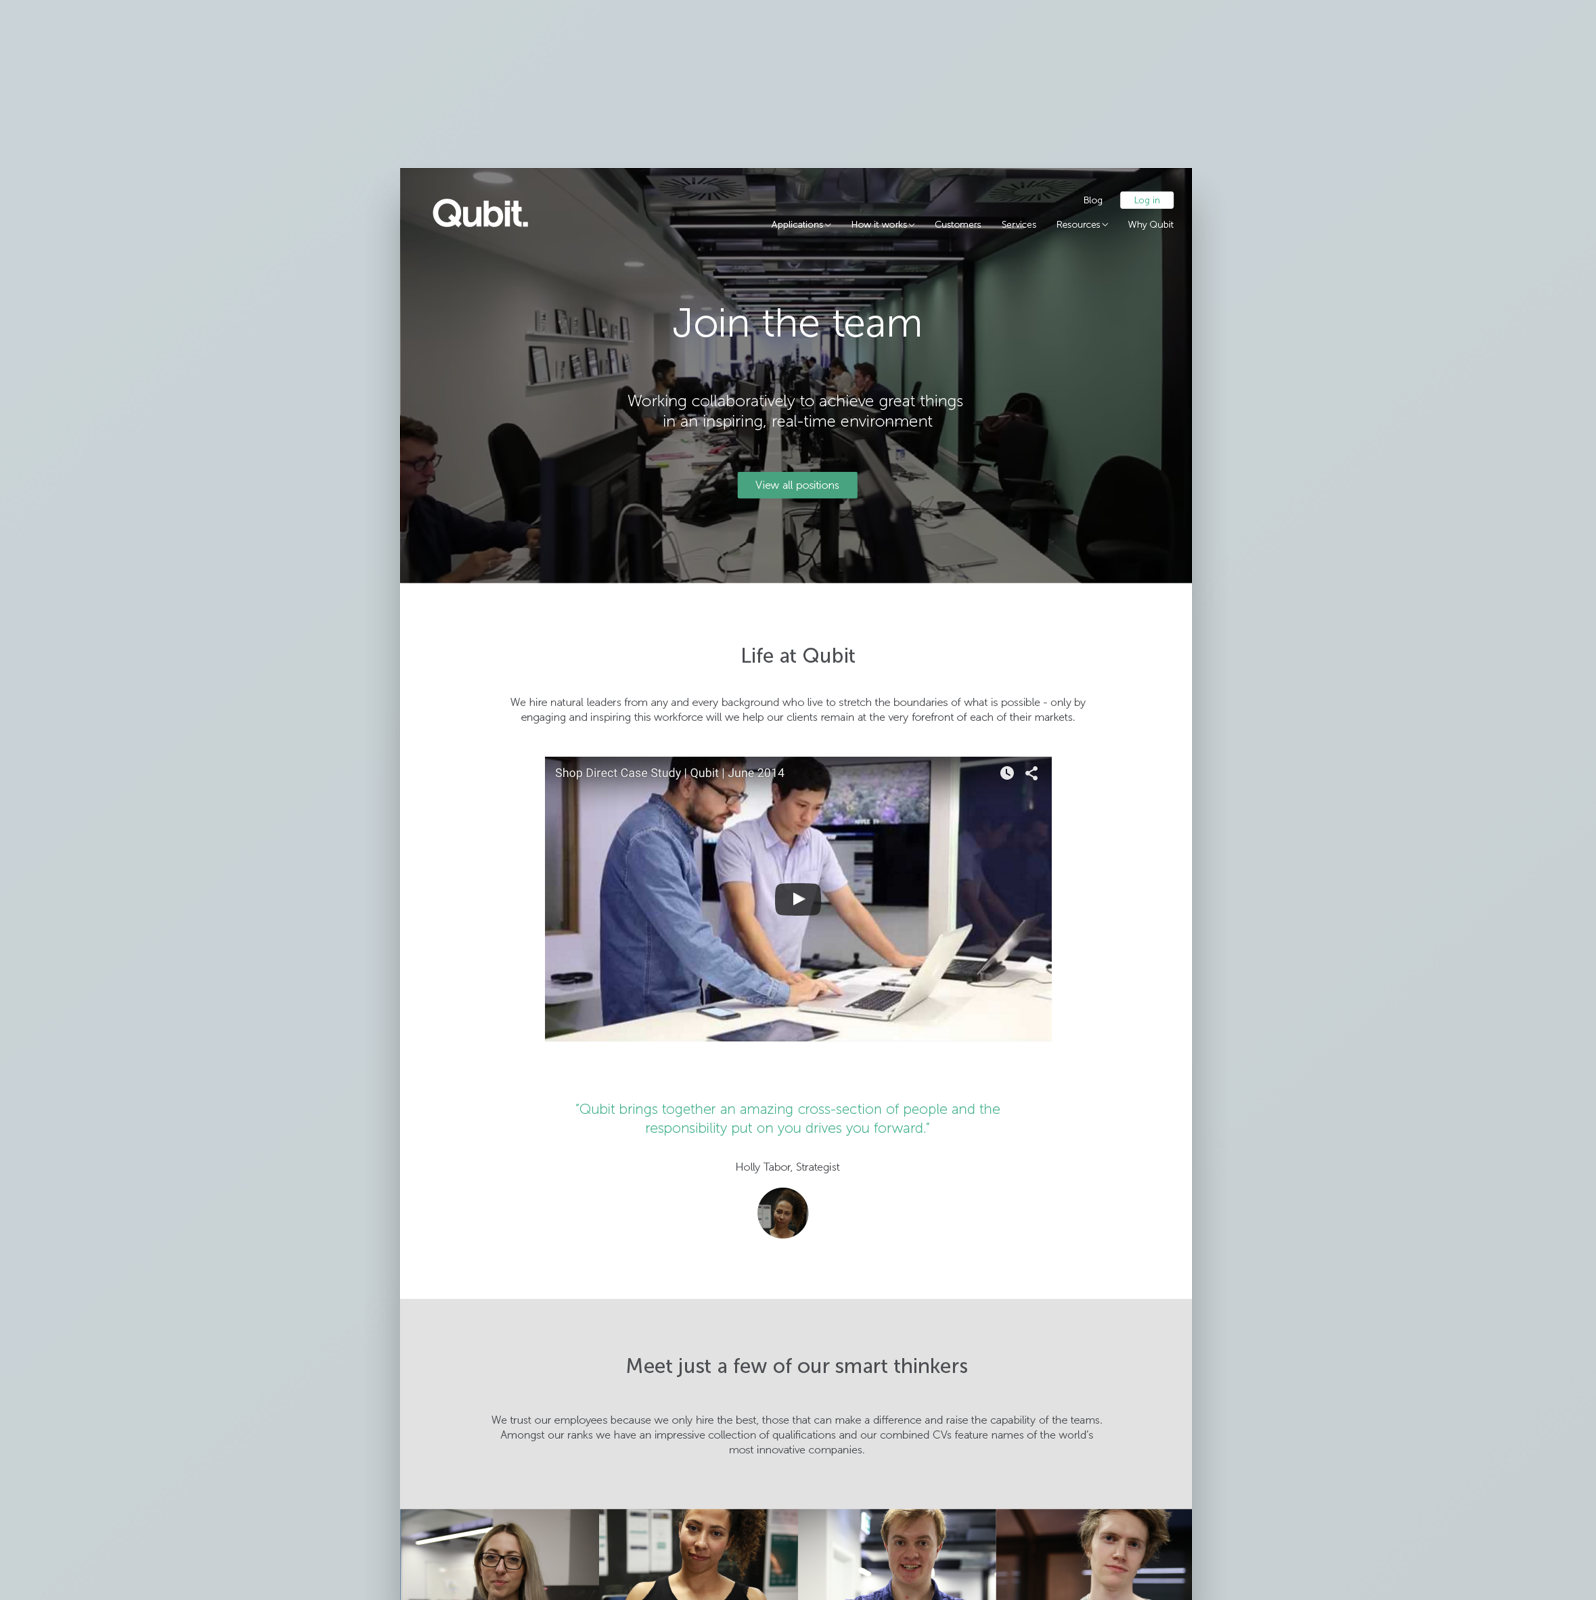 Qubit.
Blog
Log in
Applications
How it works
Customers
Services
Resources
Why Qubit
Join the team
Working collaboratively to achieve great things
in an inspiring, real-time environment
View all positions
Life at Qubit
We hire natural leaders from any and every background who live to stretch the boundaries of what is possible - only by
engaging and inspiring this workforce will we help our clients remain at the very forefront of each of their markets.
Shop Direct Case Study | Qubit | June 2014
“Qubit brings together an amazing cross-section of people and the
responsibility put on you drives you forward.”
Holly Tabor, Strategist
Meet just a few of our smart thinkers
We trust our employees because we only hire the best, those that can make a difference and raise the capability of the teams.
Amongst our ranks we have an impressive collection of qualifications and our combined CVs feature names of the world's
most innovative companies.